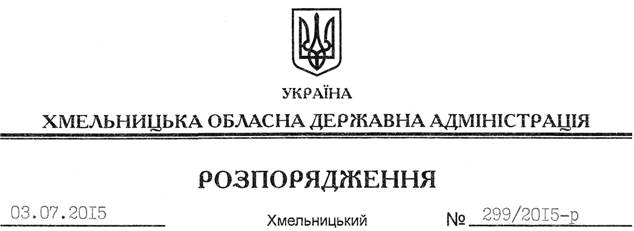 УКРАЇНА
ХМЕЛЬНИЦЬКА ОБЛАСНА ДЕРЖАВНА АДМІНІСТРАЦІЯ
РОЗПОРЯДЖЕННЯ
03.07.2015 Хмельницький № 299/2015-р